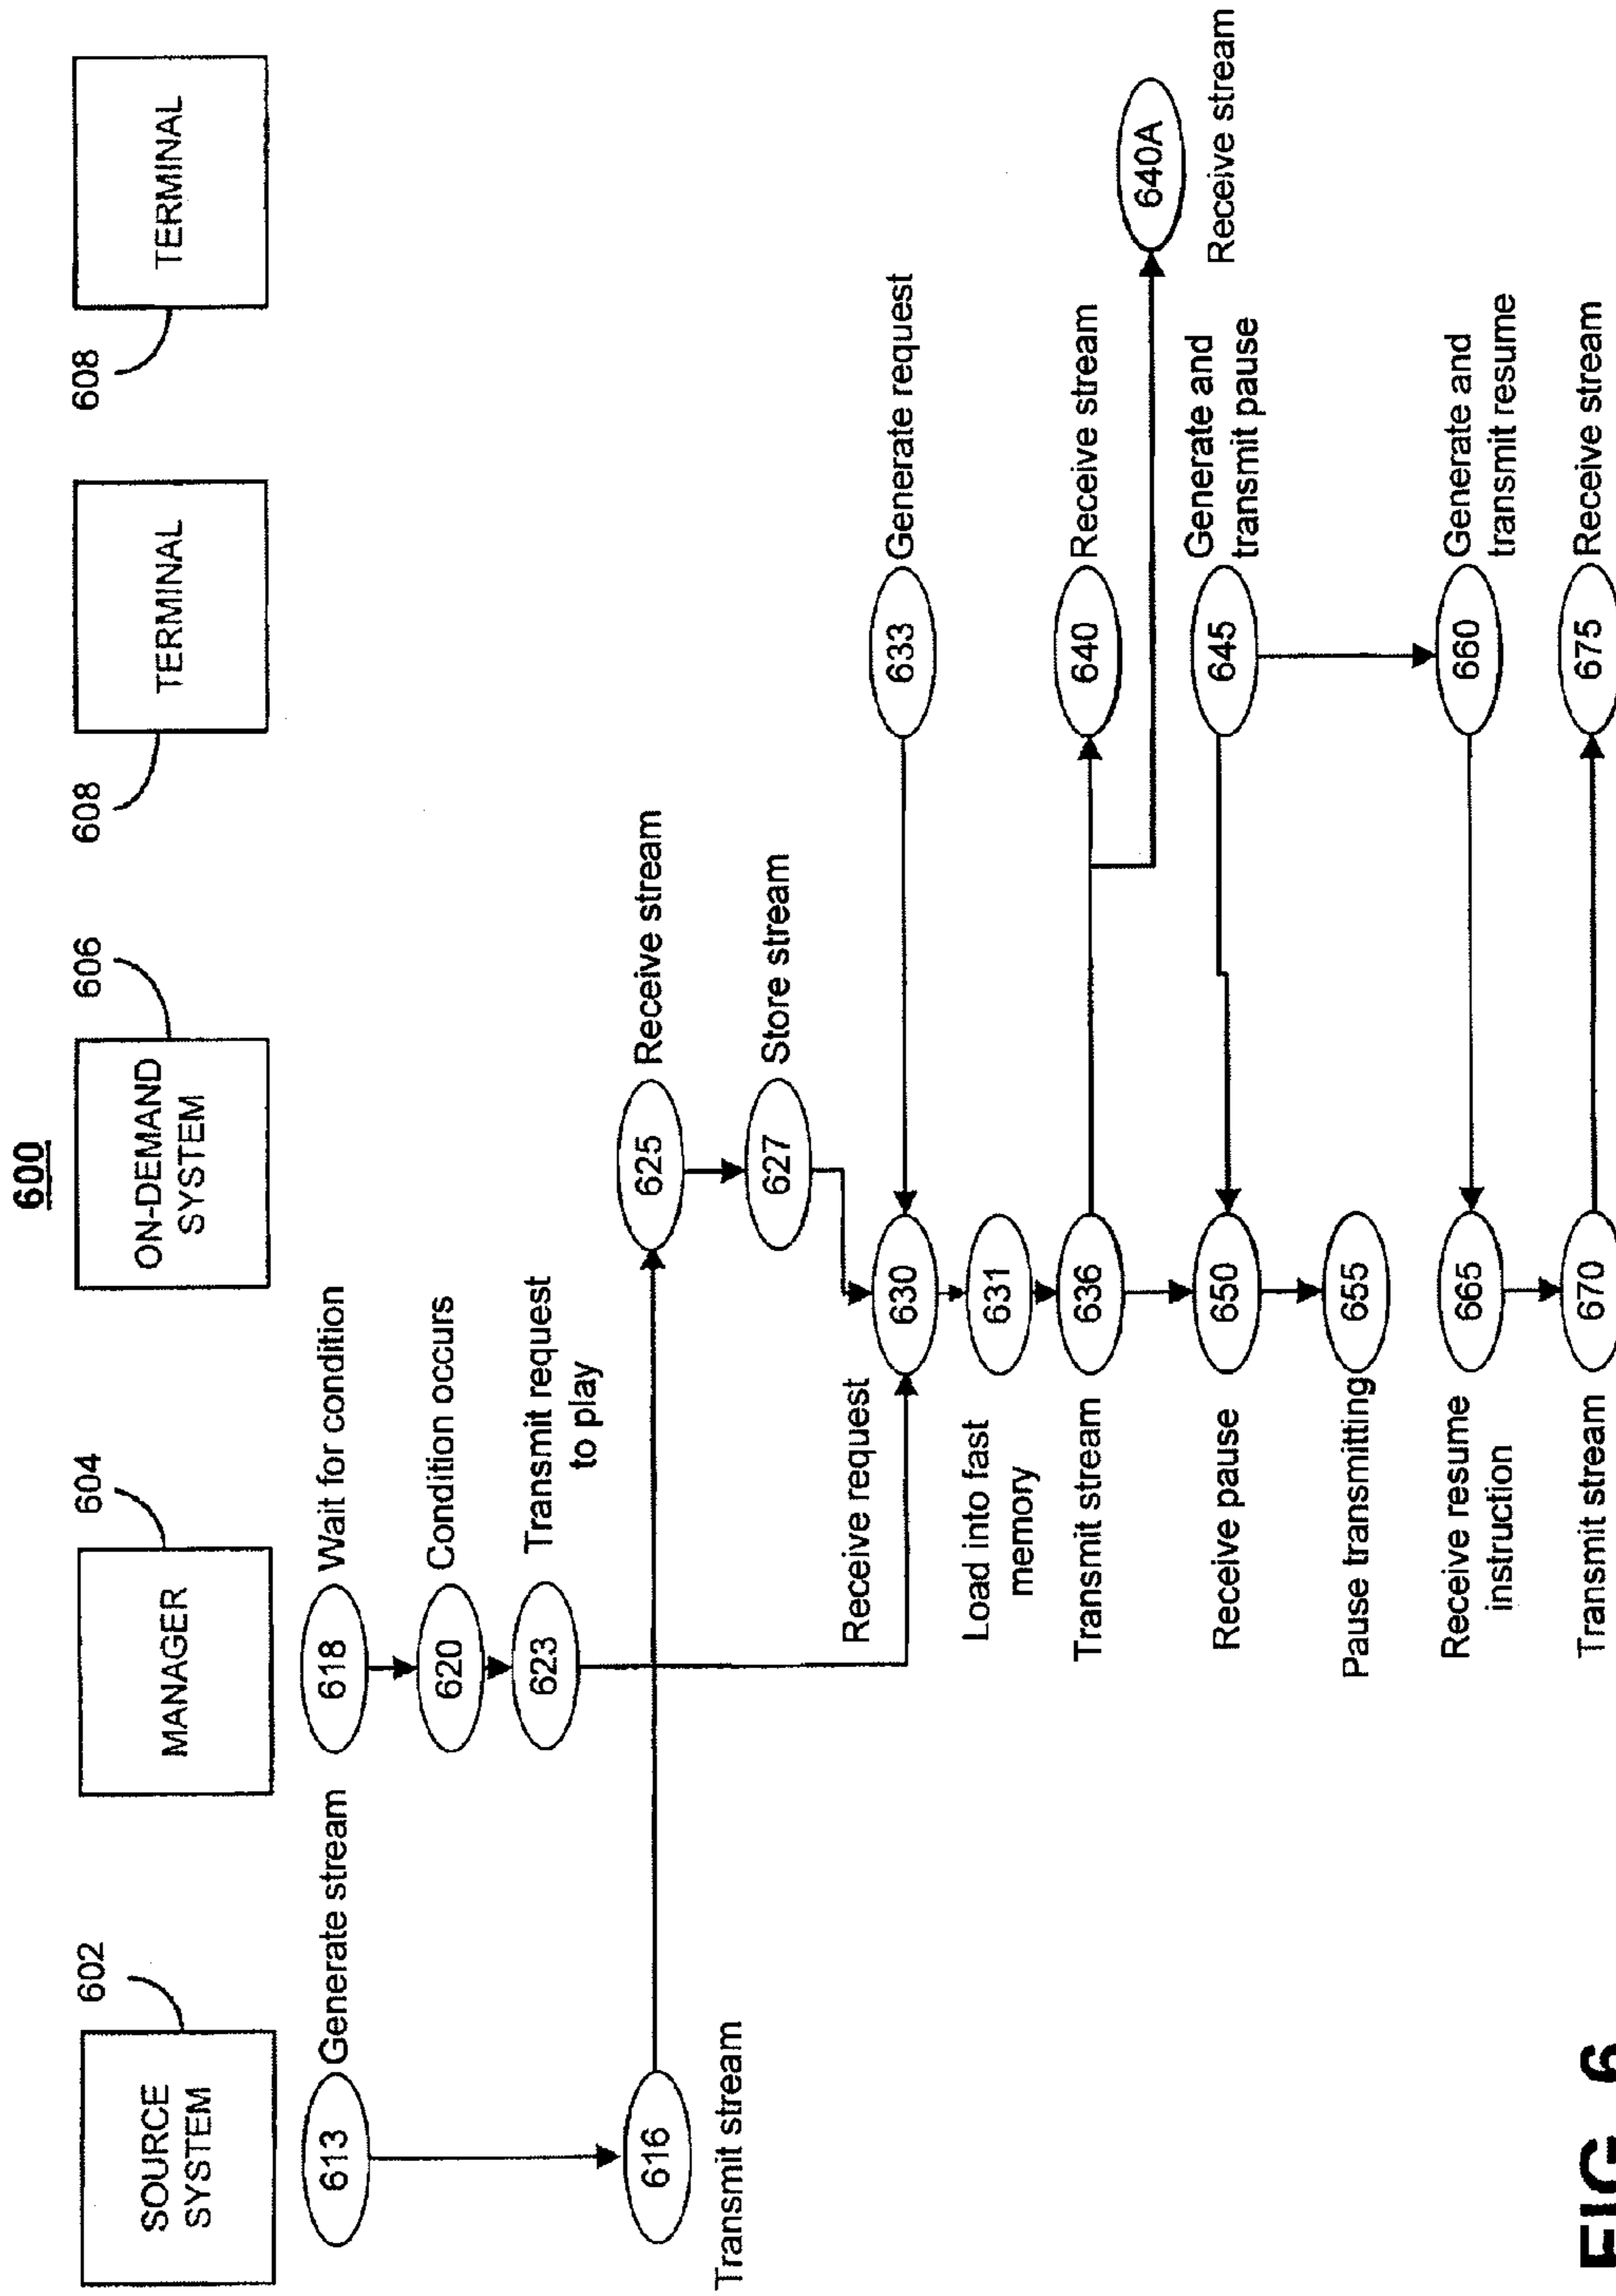 600
602
604
606
608
608
SOURCE
SYSTEM
MANAGER
ON-DEMAND
SYSTEM
TERMINAL
TERMINAL
613
Generate stream
618
Wait for condition
620
Condition occurs
623
Transmit request
to play
616
Transmit stream
625
Receive stream
627
Store stream
Receive request
630
633
Generate request
Load into fast
memory
631
Transmit stream
636
640
Receive stream
640A
Receive stream
Receive pause
650
645
Generate and
transmit pause
Pause transmitting
655
Receive resume
instruction
665
660
Generate and
transmit resume
Transmit stream
670
675
Receive stream
FIG. 6